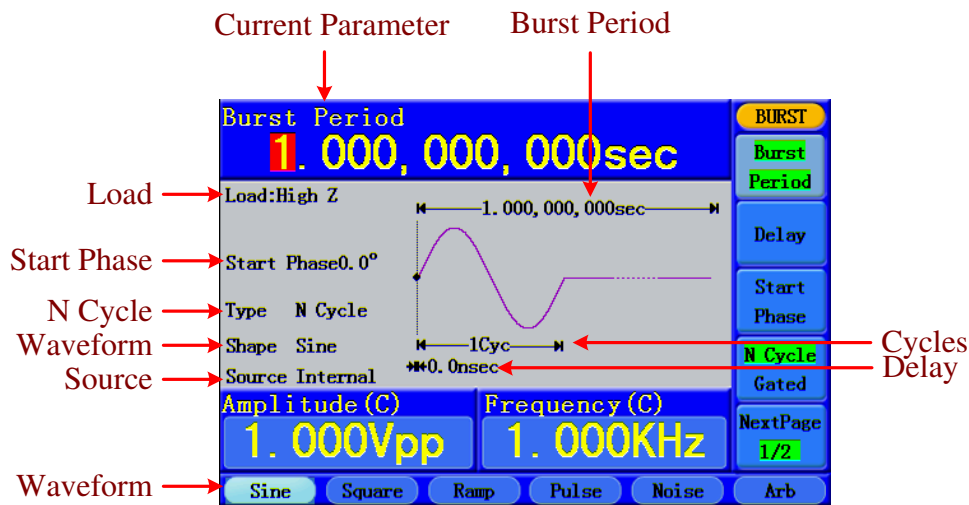 Current Parameter
Burst Period
Burst Period
1.000,000,000sec
BURST
Burst
Period
Delay
Start
Phase
N Cycle
Gated
NextPage
1/2
Load
Load:High Z
1.000,000,000sec
Start Phase
Start Phase0.0°
N Cycle
Type N Cycle
Waveform
Shape Sine
1Cyc
Cycles
Source
Source Internal
0.0nsec
Delay
Amplitude(C)
1.000Vpp
Frequency(C)
1.000KHz
Waveform
Sine
Square
Ramp
Pulse
Noise
Arb